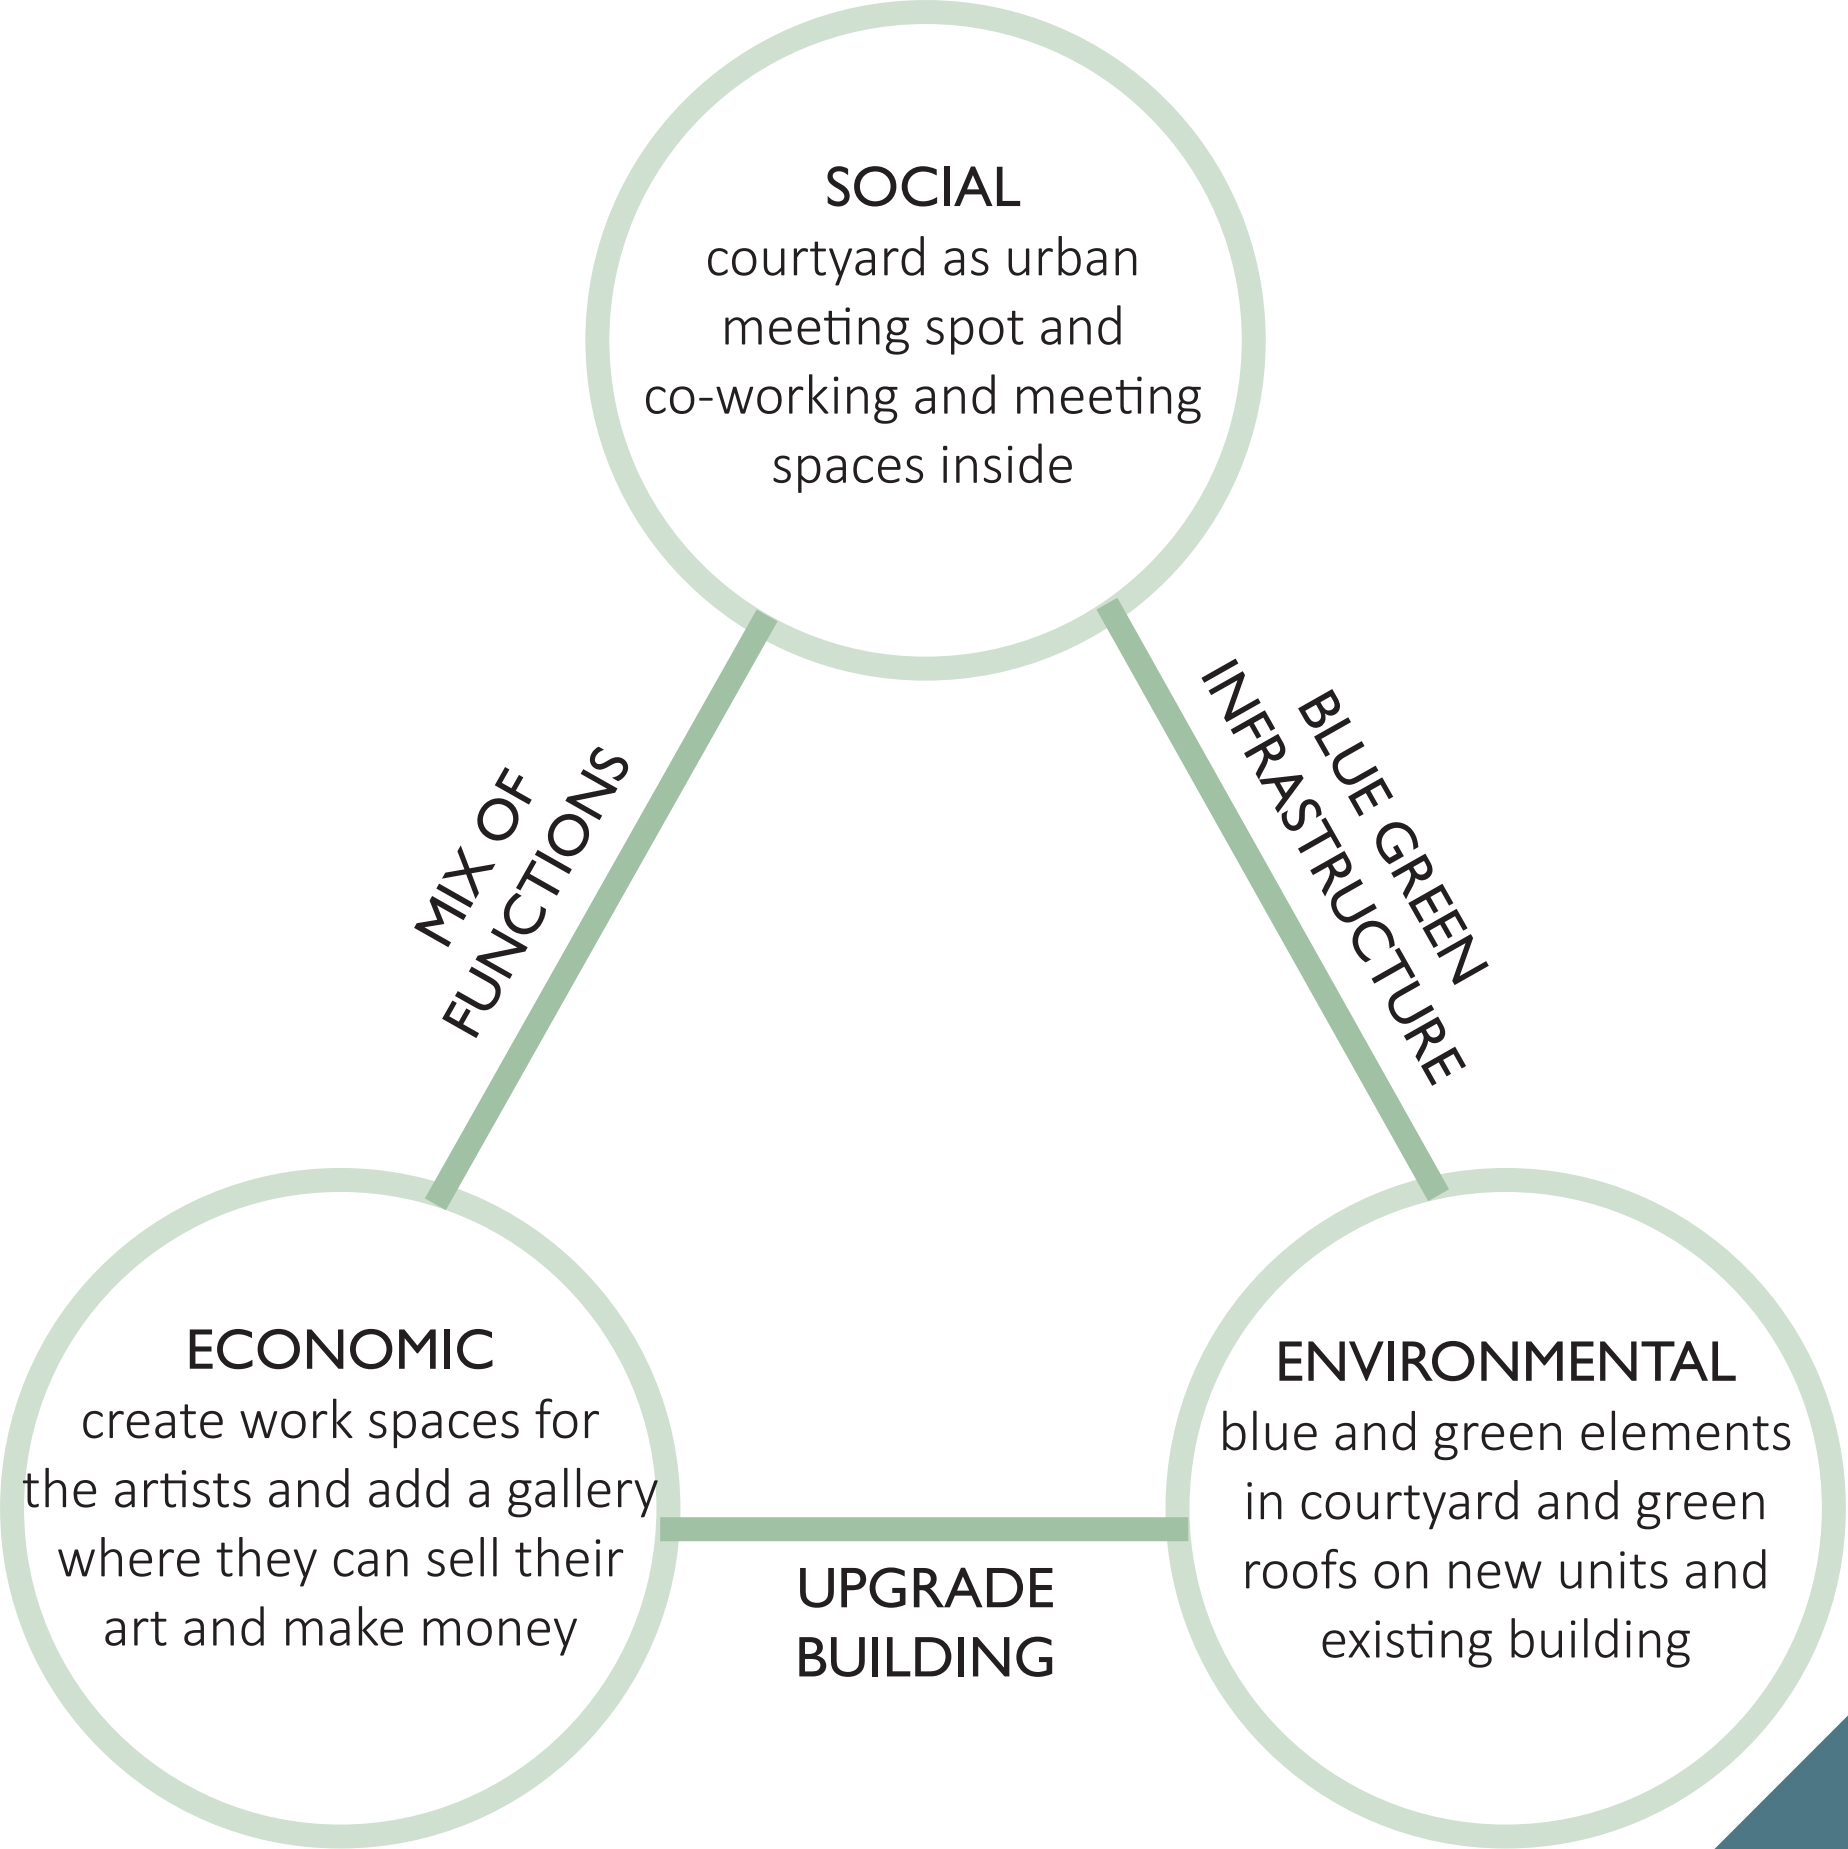 SOCIAL
courtyard as urban
meeting spot and
co-working and meeting
spaces inside
MIX OF
FUNCTIONS
BLUE GREEN
INFRASTRUCTURE
ECONOMIC
create work spaces for
the artists and add a gallery
where they can sell their
art and make money
UPGRADE
BUILDING
ENVIRONMENTAL
blue and green elements
in courtyard and green
roofs on new units and
existing building